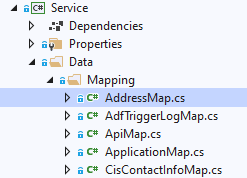 C# Service
Dependencies
Properties
Data
Mapping
C# AddressMap.cs
C# AdfTriggerLogMap.cs
C# ApiMap.cs
C# ApplicationMap.cs
C# CisContactInfoMap.cs